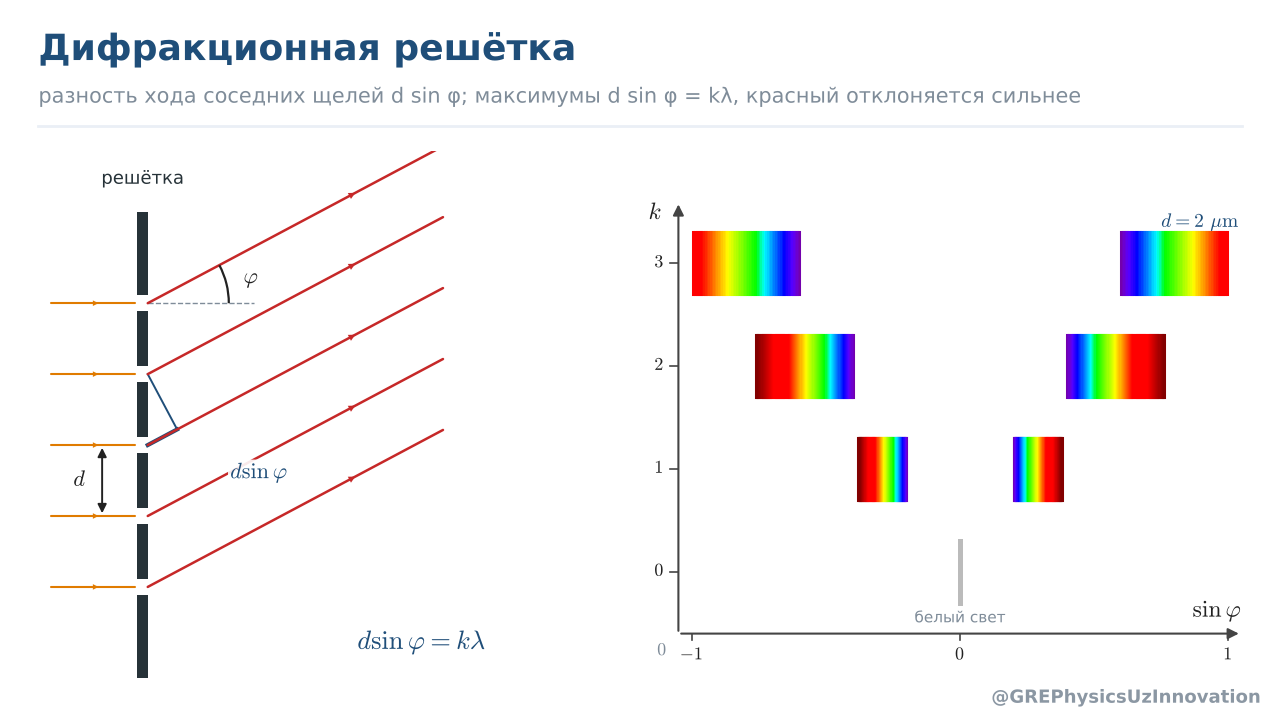 Дифракционная решётка
разность хода соседних щелей d sin φ; максимумы d sin φ = kλ, красный отклоняется сильнее
решётка
φ
d
d sin φ
d sin φ = kλ
k
d = 2 μm
3
2
1
0
белый свет
sin φ
0
−1
0
1
@GREPhysicsUzInnovation